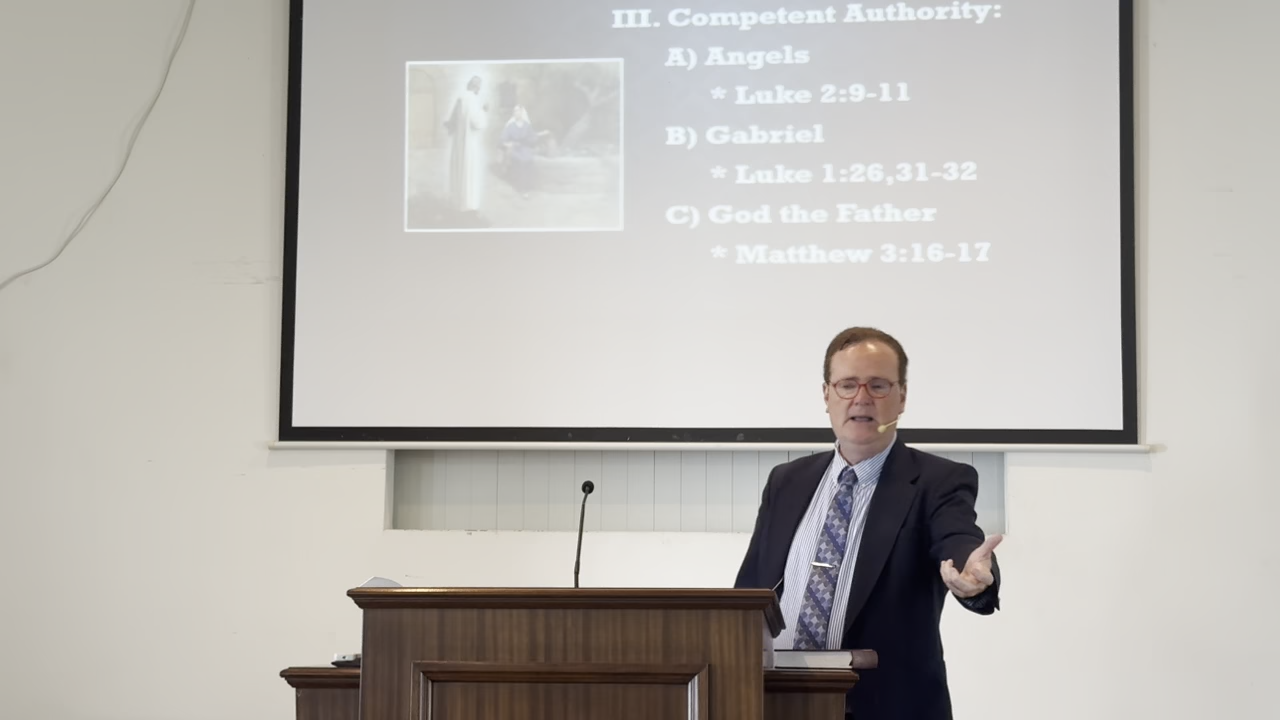 III. Competent Authority:
A) Angels
* Luke 2:9-11
B) Gabriel
* Luke 1:26,31-32
C) God the Father
* Matthew 3:16-17